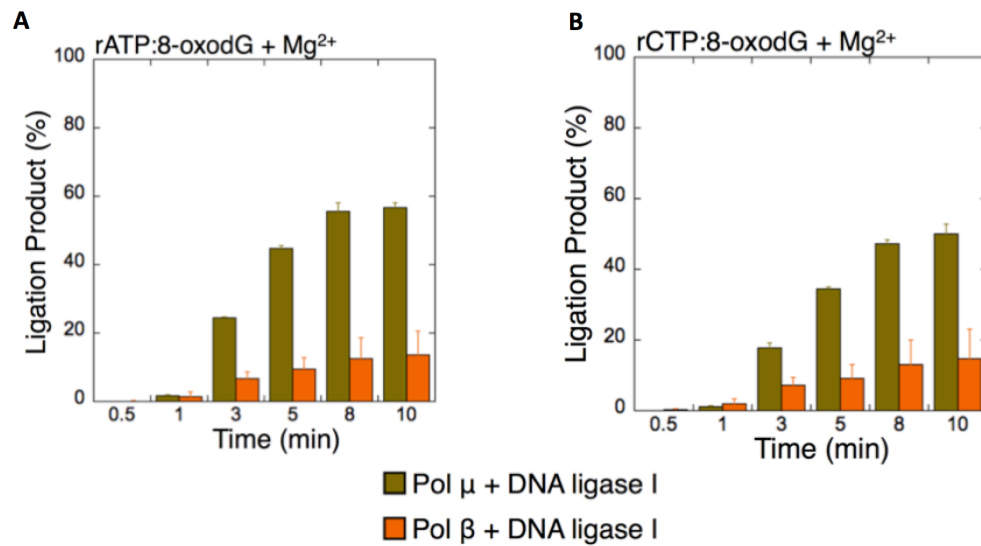 A
rATP:8-oxodG + Mg²⁺
100
80
60
40
20
0
Ligation Product (%)
0.5 1 3 5 8 10
Time (min)
B
rCTP:8-oxodG + Mg²⁺
100
80
60
40
20
0
Ligation Product (%)
0.5 1 3 5 8 10
Time (min)
Pol μ + DNA ligase I
Pol β + DNA ligase I